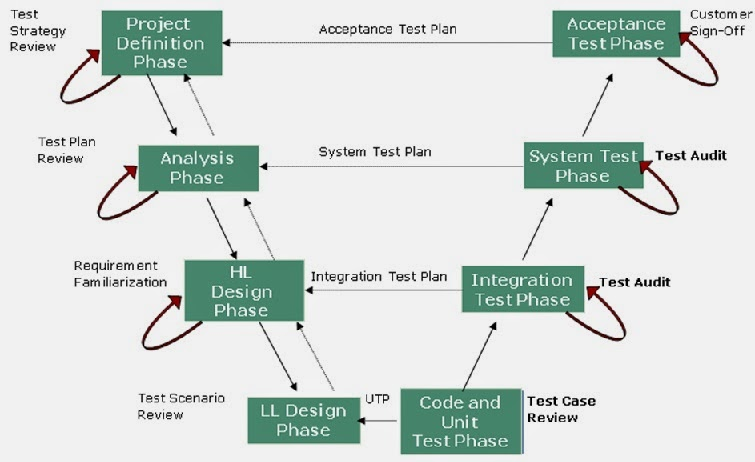 Test
Strategy
Review
Project
Definition
Phase
Acceptance Test Plan
Acceptance
Test Phase
Customer
Sign-Off
Test Plan
Review
Analysis
Phase
System Test Plan
System Test
Phase
Test Audit
Requirement
Familiarization
HL
Design
Phase
Integration Test Plan
Integration
Test Phase
Test Audit
Test Scenario
Review
LL Design
Phase
UTP
Code and
Unit
Test Phase
Test Case
Review